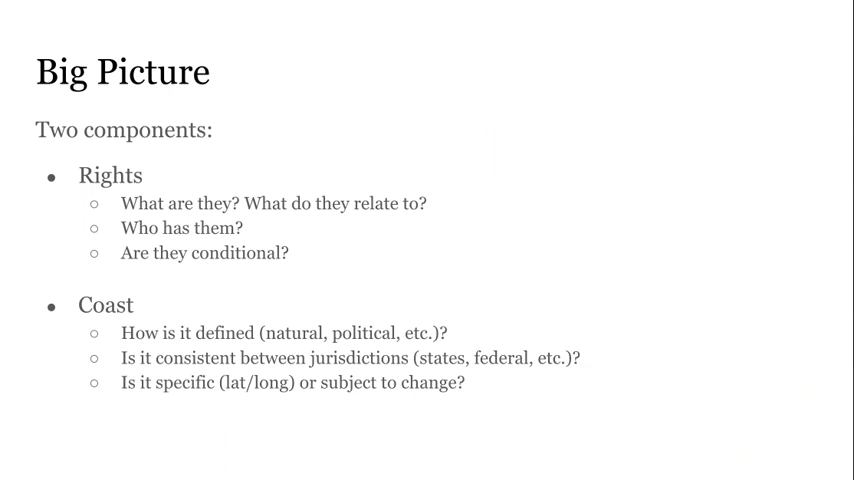 Big Picture
Two components:
● Rights
○ What are they? What do they relate to?
○ Who has them?
○ Are they conditional?
● Coast
○ How is it defined (natural, political, etc.)?
○ Is it consistent between jurisdictions (states, federal, etc.)?
○ Is it specific (lat/long) or subject to change?